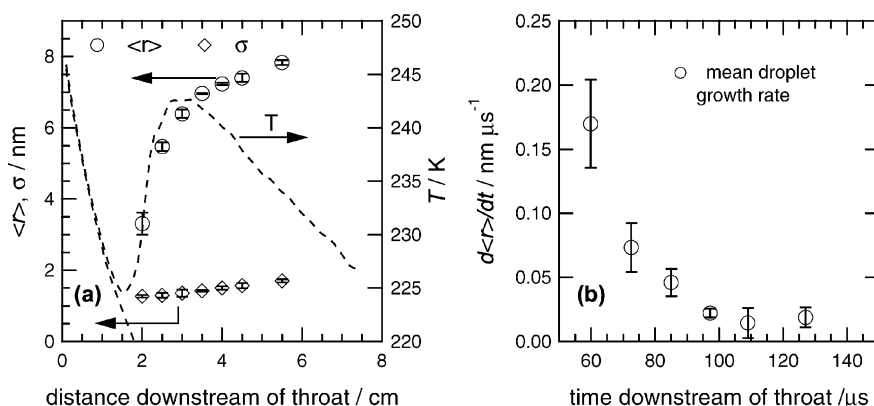 <r> σ
T
(a)
<r>, σ / nm
0
2
4
6
8
0 2 4 6 8
distance downstream of throat / cm
250
245
240
235
230
225
220
T / K
mean droplet
growth rate
(b)
d<r>/dt / nm μs⁻¹
0.25
0.20
0.15
0.10
0.05
0.00
60 80 100 120 140
time downstream of throat /μs